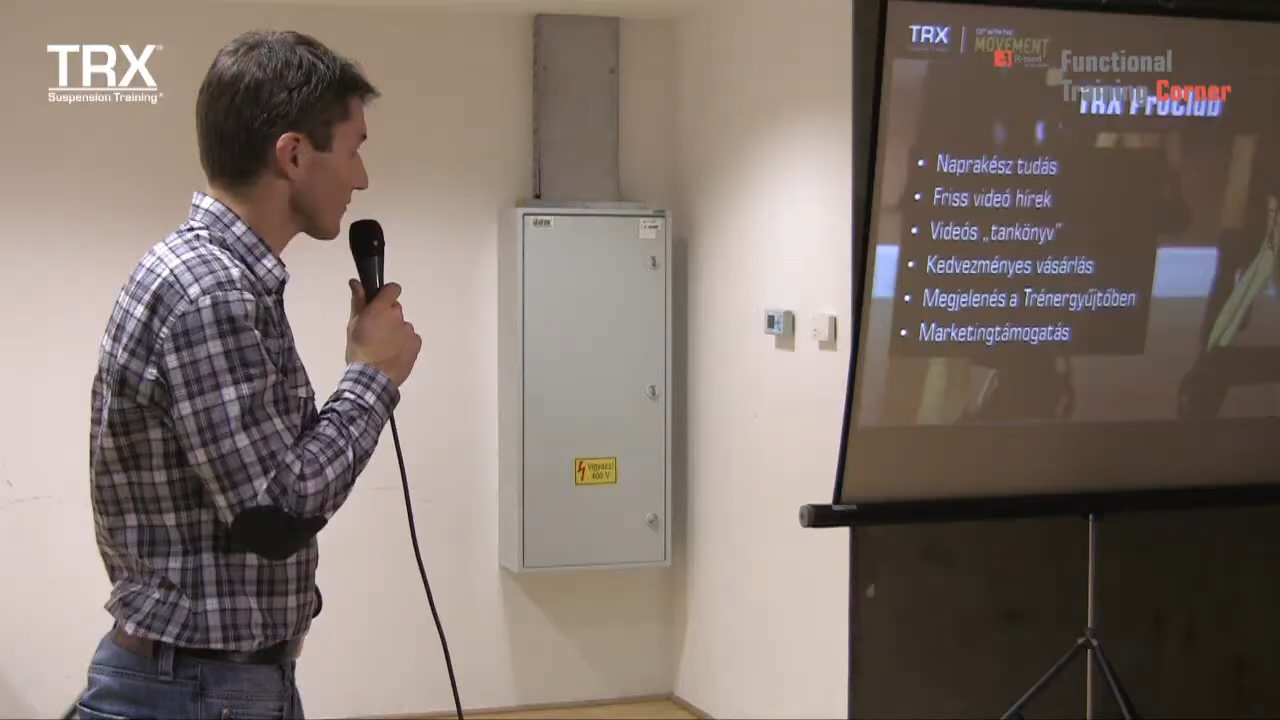 TRX®
Suspension Training®
TRX
MOVEMENT
Functional
Training Corner
TRX ProClub
• Naprakész tudás
• Friss videó hírek
• Videós „tankönyv”
• Kedvezményes vásárlás
• Megjelenés a Trénergyűjtőben
• Marketingtámogatás
Vigyázz!
400 V